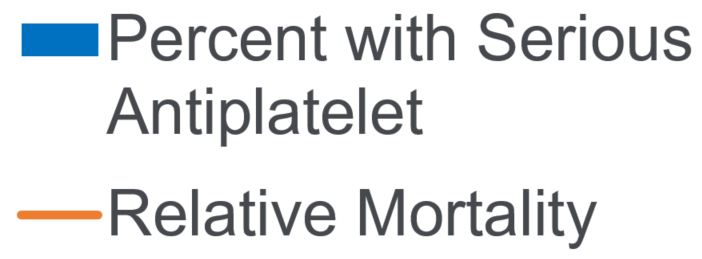 Percent with Serious
Antiplatelet
Relative Mortality